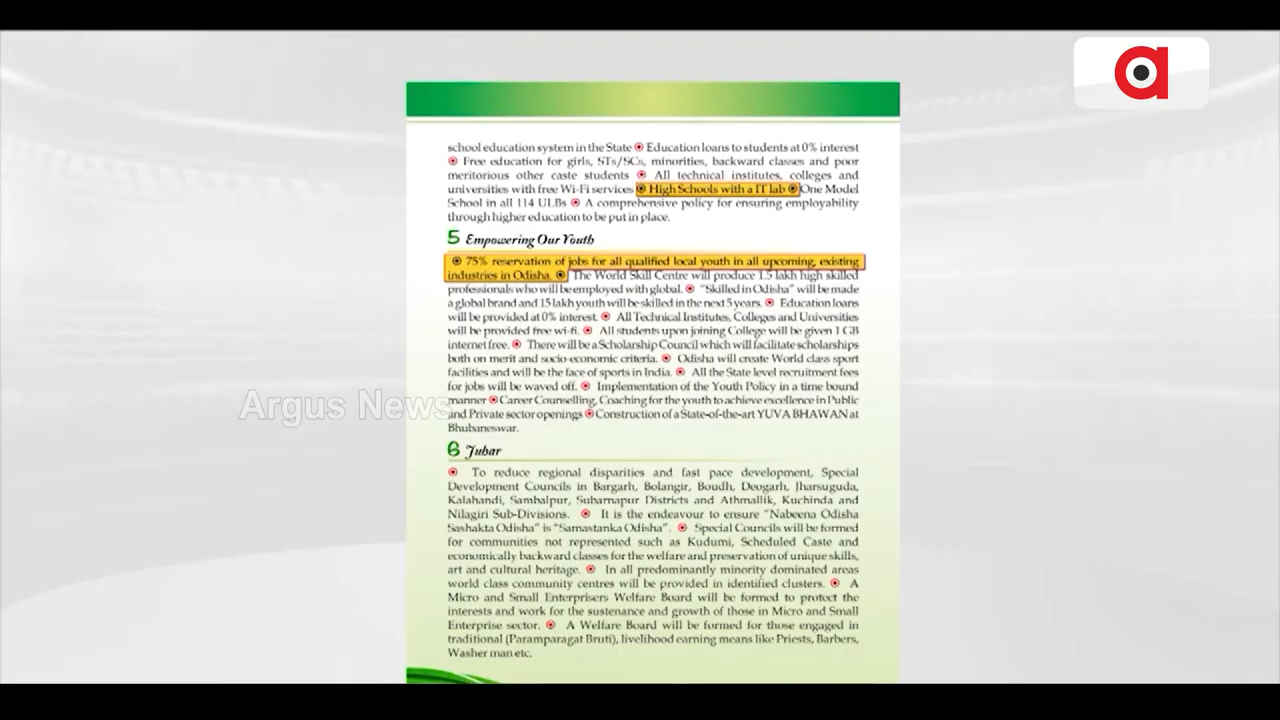 a
school education system in the State ◉ Education loans to students at 0% interest
◉ Free education for girls, STs/SCs, minorities, backward classes and poor
meritorious other caste students ◉ All technical institutes, colleges and
universities with free Wi-Fi services ◉ High Schools with a IT lab ◉ One Model
School in all 114 ULBs ◉ A comprehensive policy for ensuring employability
through higher education to be put in place.
5 Empowering Our Youth
◉ 75% reservation of jobs for all qualified local youth in all upcoming, existing
industries in Odisha. ◉ The World Skill Centre will produce 1.5 lakh high skilled
professionals who will be employed with global. ◉ "Skilled in Odisha" will be made
a global brand and 15 lakh youth will be skilled in the next 5 years. ◉ Education loans
will be provided at 0% interest. ◉ All Technical Institutes, Colleges and Universities
will be provided free wi-fi. ◉ All students upon joining College will be given 1 GB
internet free. ◉ There will be a Scholarship Council which will facilitate scholarships
both on merit and socio-economic criteria. ◉ Odisha will create World class sport
facilities and will be the face of sports in India. ◉ All the State level recruitment fees
for jobs will be waved off. ◉ Implementation of the Youth Policy in a time bound
manner ◉ Career Counselling, Coaching for the youth to achieve excellence in Public
Argus News
and Private sector openings ◉ Construction of a State-of-the-art YUVA BHAWAN at
Bhubaneswar.
6 Juhar
◉ To reduce regional disparities and fast pace development, Special
Development Councils in Bargarh, Bolangir, Boudh, Deogarh, Jharsuguda,
Kalahandi, Sambalpur, Subarnapur Districts and Athmallik, Kuchinda and
Nilagiri Sub-Divisions. ◉ It is the endeavour to ensure "Nabeena Odisha
Sashakta Odisha" is "Samastanka Odisha". ◉ Special Councils will be formed
for communities not represented such as Kudumi, Scheduled Caste and
economically backward classes for the welfare and preservation of unique skills,
art and cultural heritage. ◉ In all predominantly minority dominated areas
world class community centres will be provided in identified clusters. ◉ A
Micro and Small Enterprisers Welfare Board will be formed to protect the
interests and work for the sustenance and growth of those in Micro and Small
Enterprise sector. ◉ A Welfare Board will be formed for those engaged in
traditional (Paramparagat Bruti), livelihood earning means like Priests, Barbers,
Washer man etc.